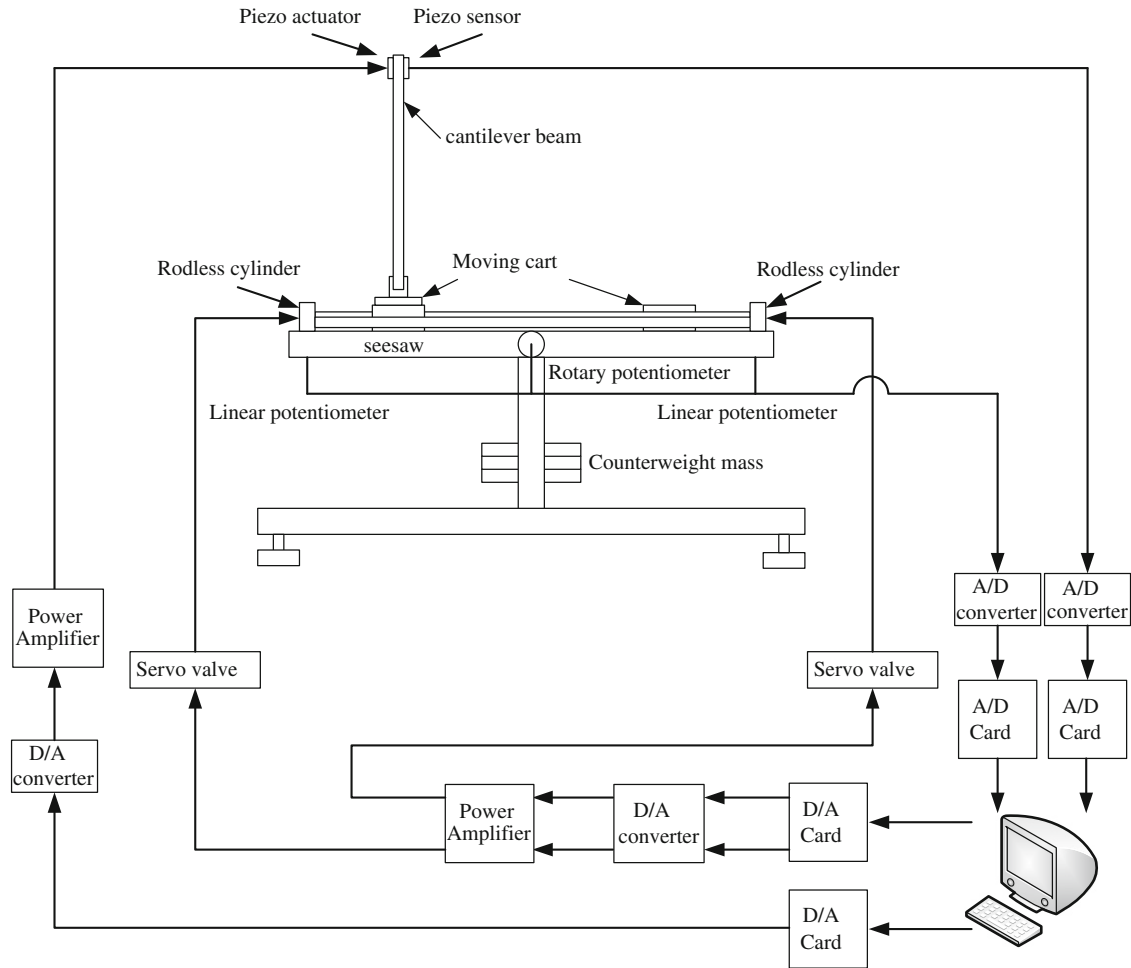 Piezo actuator
Piezo sensor
cantilever beam
Rodless cylinder
Moving cart
Rodless cylinder
seesaw
Rotary potentiometer
Linear potentiometer
Linear potentiometer
Counterweight mass
Power
Amplifier
A/D
converter
A/D
converter
Servo valve
Servo valve
A/D
Card
A/D
Card
D/A
converter
Power
Amplifier
D/A
converter
D/A
Card
D/A
Card